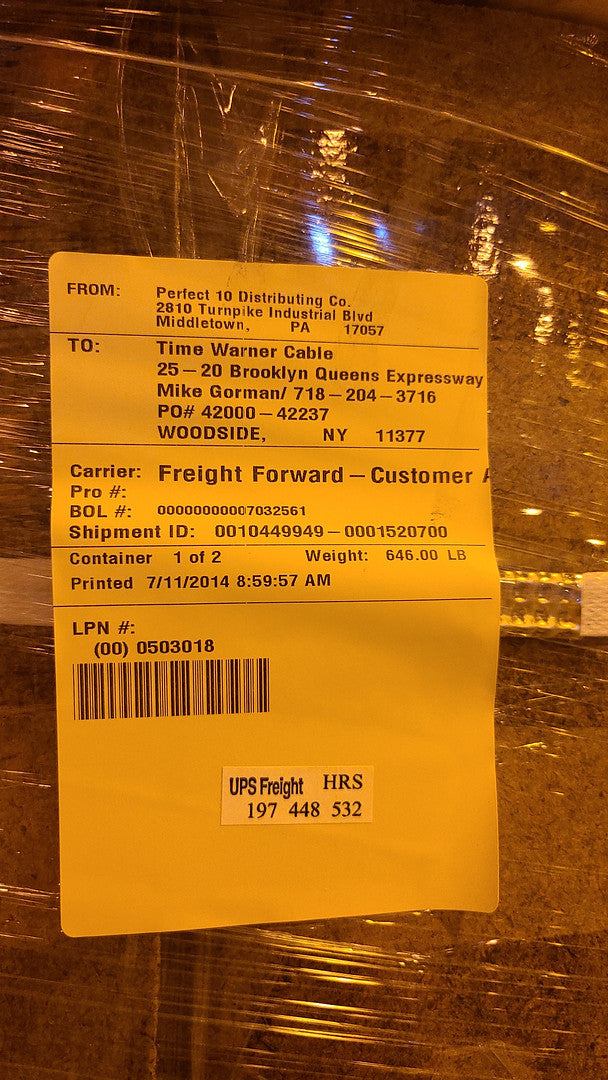 FROM: Perfect 10 Distributing Co.
2810 Turnpike Industrial Blvd
Middletown, PA 17057
TO: Time Warner Cable
25-20 Brooklyn Queens Expressway
Mike Gorman/ 718-204-3716
PO# 42000-42237
WOODSIDE, NY 11377
Carrier: Freight Forward-Customer
Pro #:
BOL #: 00000000007032561
Shipment ID: 0010449949-0001520700
Container 1 of 2 Weight: 646.00 LB
Printed 7/11/2014 8:59:57 AM
LPN #:
(00) 0503018
UPS Freight HRS
197 448 532